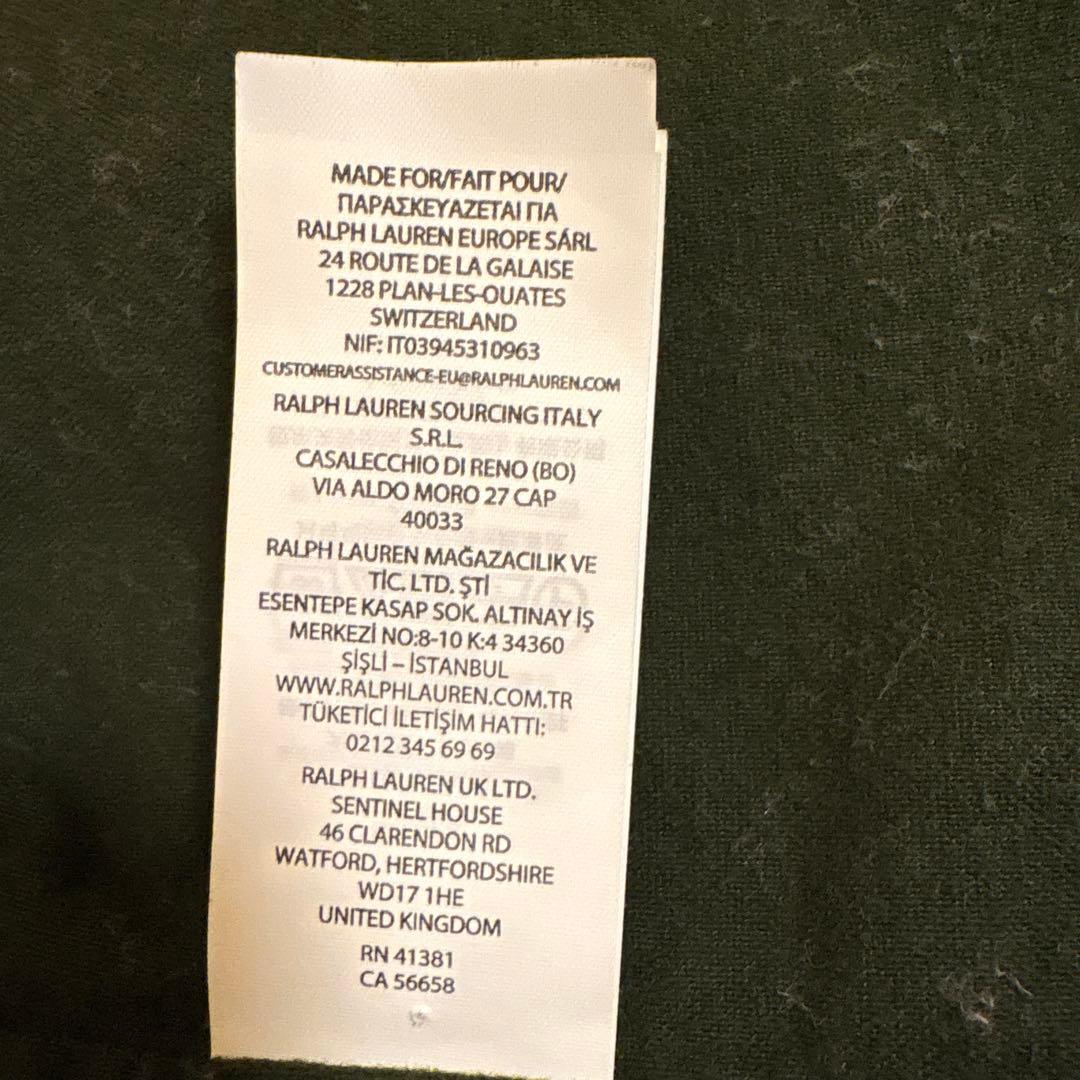 MADE FOR/FAIT POUR/
ΠΑΡΑΣΚΕΥΑΖΕΤΑΙ ΓΙΑ
RALPH LAUREN EUROPE SÁRL
24 ROUTE DE LA GALAISE
1228 PLAN-LES-OUATES
SWITZERLAND
NIF: IT03945310963
CUSTOMERASSISTANCE-EU@RALPHLAUREN.COM
RALPH LAUREN SOURCING ITALY
S.R.L.
CASALECCHIO DI RENO (BO)
VIA ALDO MORO 27 CAP
40033
RALPH LAUREN MAĞAZACILIK VE
TİC. LTD. ŞTİ
ESENTEPE KASAP SOK. ALTINAY İŞ
MERKEZİ NO:8-10 K:4 34360
ŞİŞLİ – İSTANBUL
WWW.RALPHLAUREN.COM.TR
TÜKETİCİ İLETİŞİM HATTI:
0212 345 69 69
RALPH LAUREN UK LTD.
SENTINEL HOUSE
46 CLARENDON RD
WATFORD, HERTFORDSHIRE
WD17 1HE
UNITED KINGDOM
RN 41381
CA 56658